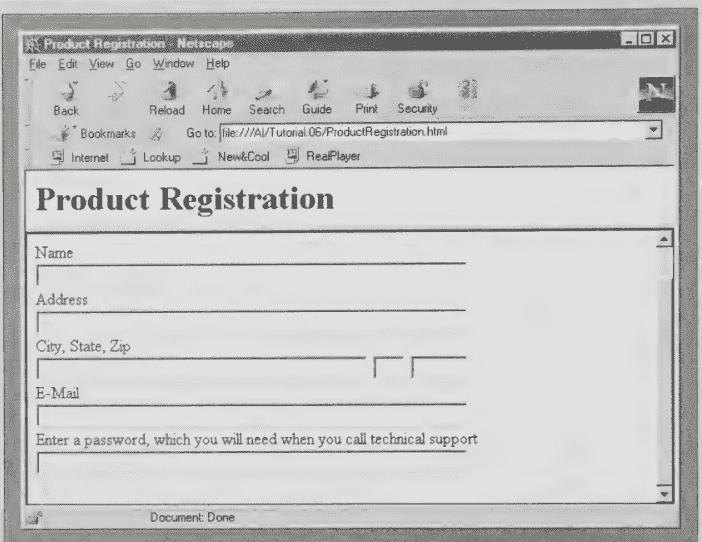 Product Registration - Netscape
File Edit View Go Window Help
Back Reload Home Search Guide Print Security
N
Bookmarks Go to: file:///A|/Tutorial.06/ProductRegistration.html
Internet Lookup New&Cool RealPlayer
Product Registration
Name
Address
City, State, Zip
E-Mail
Enter a password, which you will need when you call technical support
Document: Done